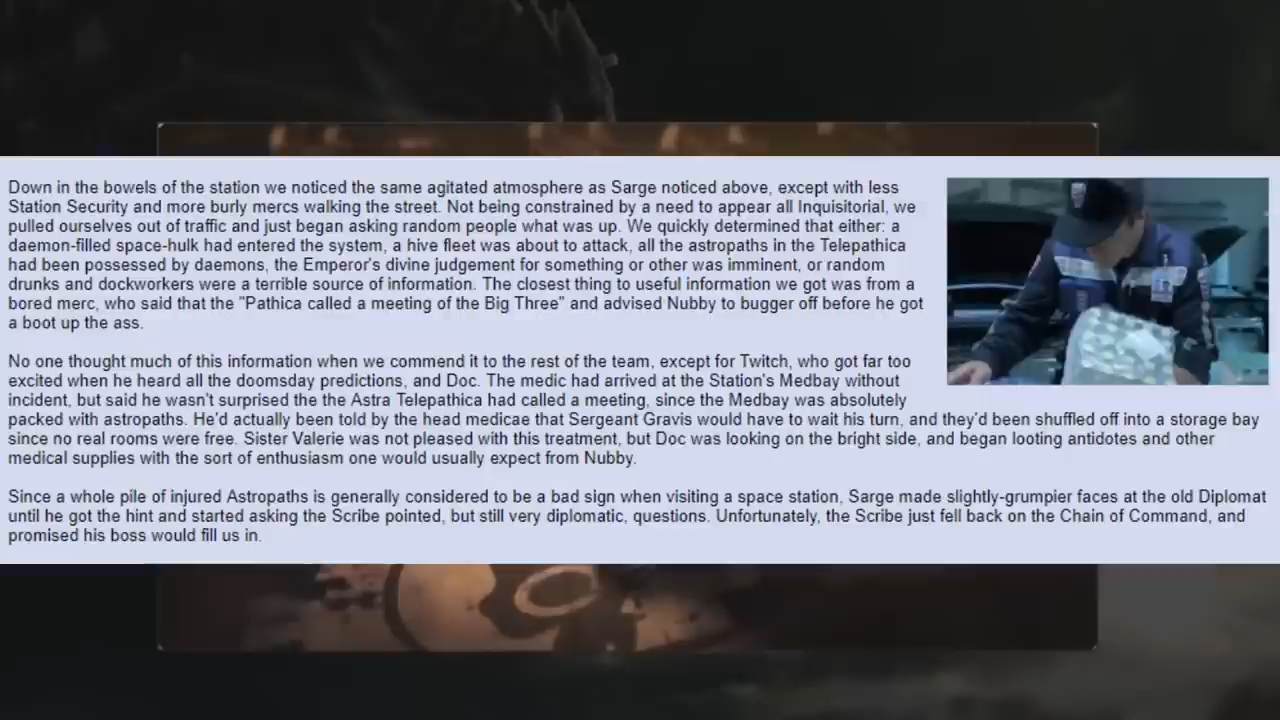 Down in the bowels of the station we noticed the same agitated atmosphere as Sarge noticed above, except with less
Station Security and more burly mercs walking the street. Not being constrained by a need to appear all Inquisitorial, we
pulled ourselves out of traffic and just began asking random people what was up. We quickly determined that either: a
daemon-filled space-hulk had entered the system, a hive fleet was about to attack, all the astropaths in the Telepathica
had been possessed by daemons, the Emperor's divine judgement for something or other was imminent, or random
drunks and dockworkers were a terrible source of information. The closest thing to useful information we got was from a
bored merc, who said that the "Pathica called a meeting of the Big Three" and advised Nubby to bugger off before he got
a boot up the ass.
No one thought much of this information when we commend it to the rest of the team, except for Twitch, who got far too
excited when he heard all the doomsday predictions, and Doc. The medic had arrived at the Station's Medbay without
incident, but said he wasn't surprised the the Astra Telepathica had called a meeting, since the Medbay was absolutely
packed with astropaths. He'd actually been told by the head medicae that Sergeant Gravis would have to wait his turn, and they'd been shuffled off into a storage bay
since no real rooms were free. Sister Valerie was not pleased with this treatment, but Doc was looking on the bright side, and began looting antidotes and other
medical supplies with the sort of enthusiasm one would usually expect from Nubby.
Since a whole pile of injured Astropaths is generally considered to be a bad sign when visiting a space station, Sarge made slightly-grumpier faces at the old Diplomat
until he got the hint and started asking the Scribe pointed, but still very diplomatic, questions. Unfortunately, the Scribe just fell back on the Chain of Command, and
promised his boss would fill us in.